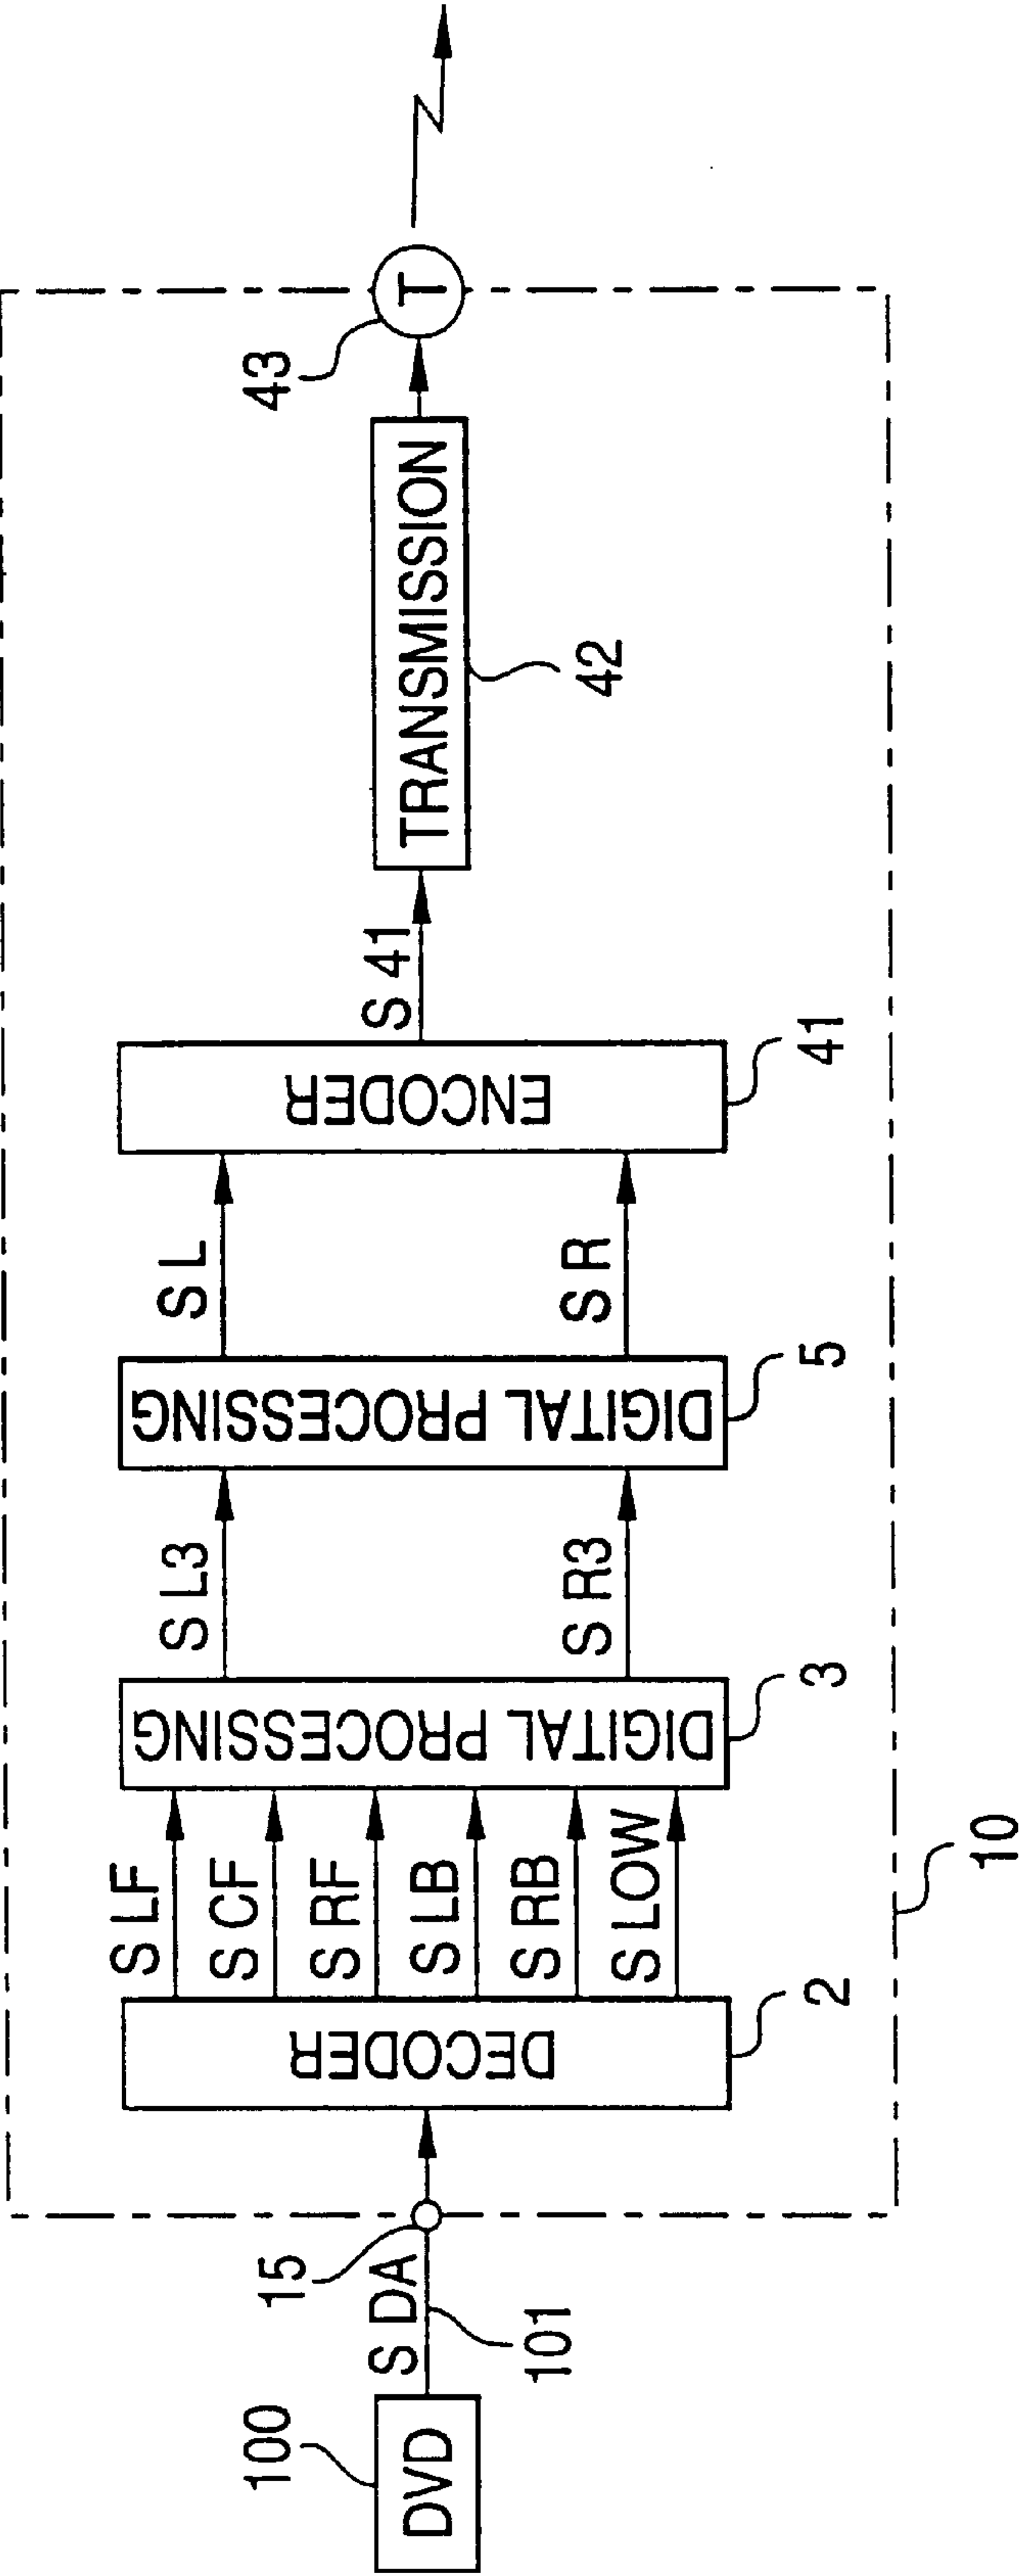 100
DVD
S DA
101
15
DECODER
2
S LF
S CF
S RF
S LB
S RB
S LOW
DIGITAL PROCESSING
3
S L3
S R3
DIGITAL PROCESSING
5
S L
S R
ENCODER
41
S 41
TRANSMISSION
42
43
T
10